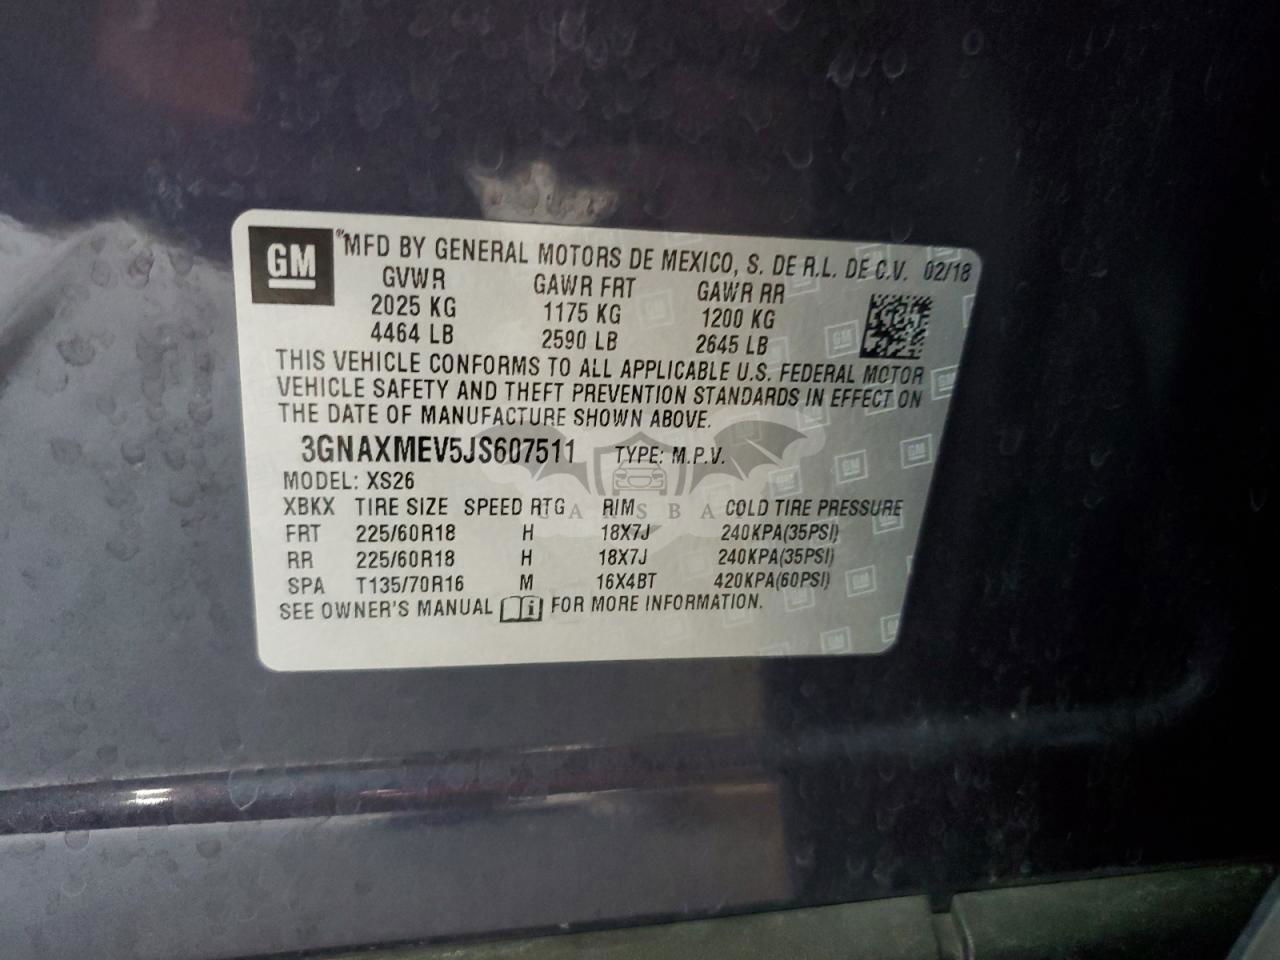 GM
MFD BY GENERAL MOTORS DE MEXICO, S. DE R.L. DE C.V. 02/18
GVWR GAWR FRT GAWR RR
2025 KG 1175 KG 1200 KG
4464 LB 2590 LB 2645 LB
THIS VEHICLE CONFORMS TO ALL APPLICABLE U.S. FEDERAL MOTOR
VEHICLE SAFETY AND THEFT PREVENTION STANDARDS IN EFFECT ON
THE DATE OF MANUFACTURE SHOWN ABOVE.
3GNAXMEV5JS607511 TYPE: M.P.V.
MODEL: XS26
XBKX TIRE SIZE SPEED RTG RIM COLD TIRE PRESSURE
FRT 225/60R18 H 18X7J 240KPA(35PSI)
RR 225/60R18 H 18X7J 240KPA(35PSI)
SPA T135/70R16 M 16X4BT 420KPA(60PSI)
SEE OWNER'S MANUAL FOR MORE INFORMATION.